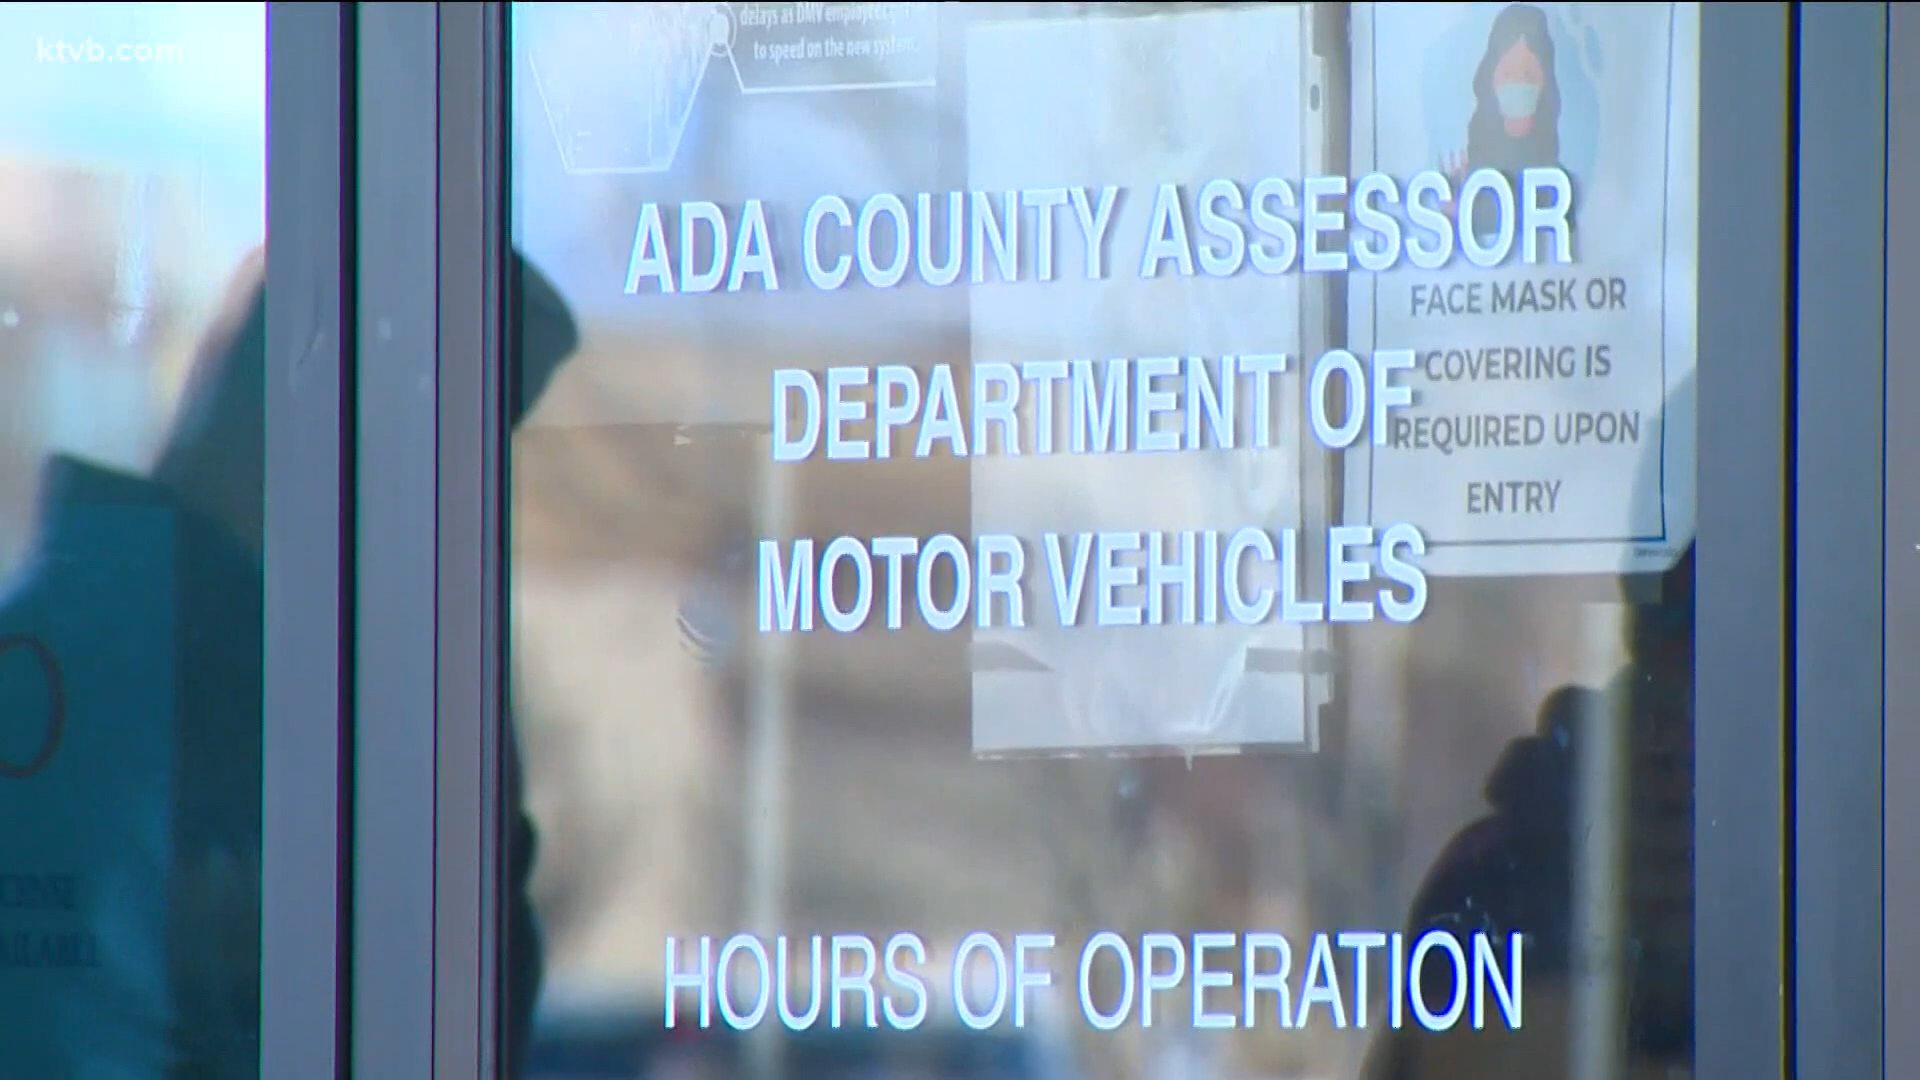 ktvb.com
delays as DMV employees get up
to speed on the new system.
ADA COUNTY ASSESSOR
DEPARTMENT OF
MOTOR VEHICLES
HOURS OF OPERATION
FACE MASK OR
COVERING IS
REQUIRED UPON
ENTRY